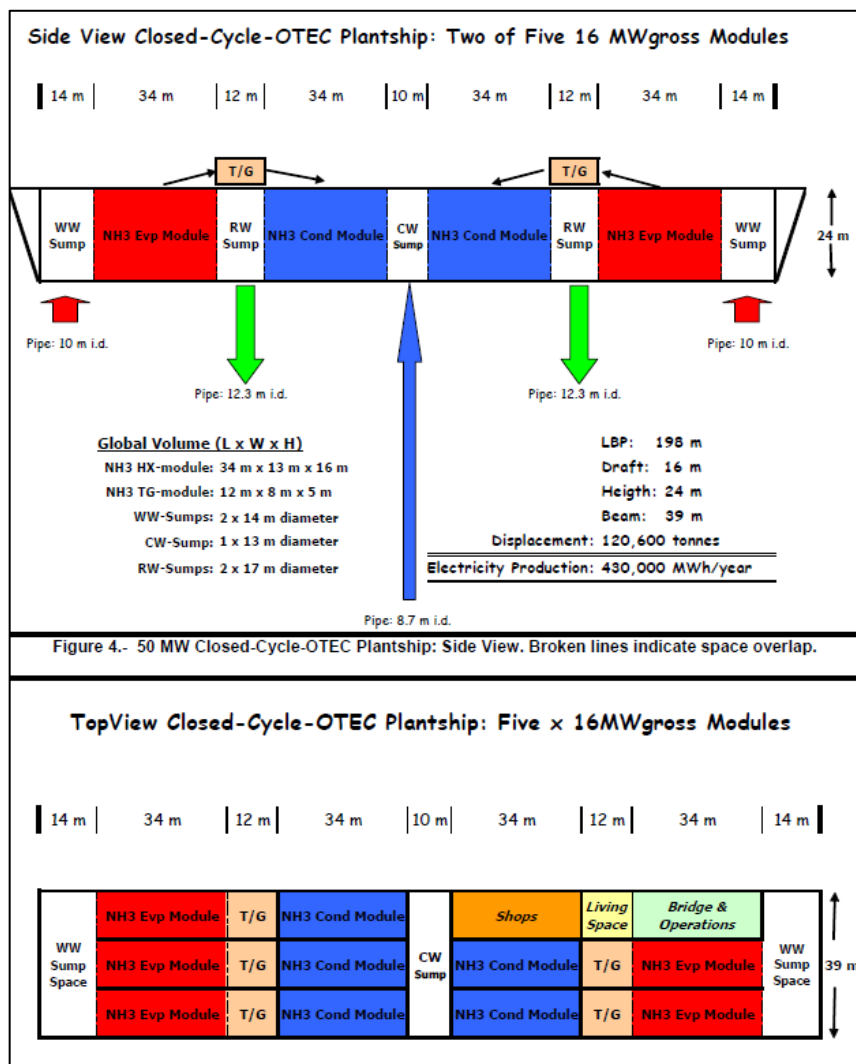 Side View Closed-Cycle-OTEC Plantship: Two of Five 16 MWgross Modules
14 m 34 m 12 m 34 m 10 m 34 m 12 m 34 m 14 m
T/G T/G
WW Sump NH3 Evp Module RW Sump NH3 Cond Module CW Sump NH3 Cond Module RW Sump NH3 Evp Module WW Sump
24 m
Pipe: 10 m i.d. Pipe: 10 m i.d.
Pipe: 12.3 m i.d. Pipe: 12.3 m i.d.
Global Volume (L x W x H)
NH3 HX-module: 34 m x 13 m x 16 m
NH3 TG-module: 12 m x 8 m x 5 m
WW-Sumps: 2 x 14 m diameter
CW-Sump: 1 x 13 m diameter
RW-Sumps: 2 x 17 m diameter
LBP: 198 m
Draft: 16 m
Heigth: 24 m
Beam: 39 m
Displacement: 120,600 tonnes
Electricity Production: 430,000 MWh/year
Pipe: 8.7 m i.d.
Figure 4.- 50 MW Closed-Cycle-OTEC Plantship: Side View. Broken lines indicate space overlap.
TopView Closed-Cycle-OTEC Plantship: Five x 16MWgross Modules
14 m 34 m 12 m 34 m 10 m 34 m 12 m 34 m 14 m
WW Sump Space
NH3 Evp Module T/G NH3 Cond Module
NH3 Evp Module T/G NH3 Cond Module
NH3 Evp Module T/G NH3 Cond Module
CW Sump
Shops Living Space Bridge & Operations
NH3 Cond Module T/G NH3 Evp Module
NH3 Cond Module T/G NH3 Evp Module
WW Sump Space
39 m